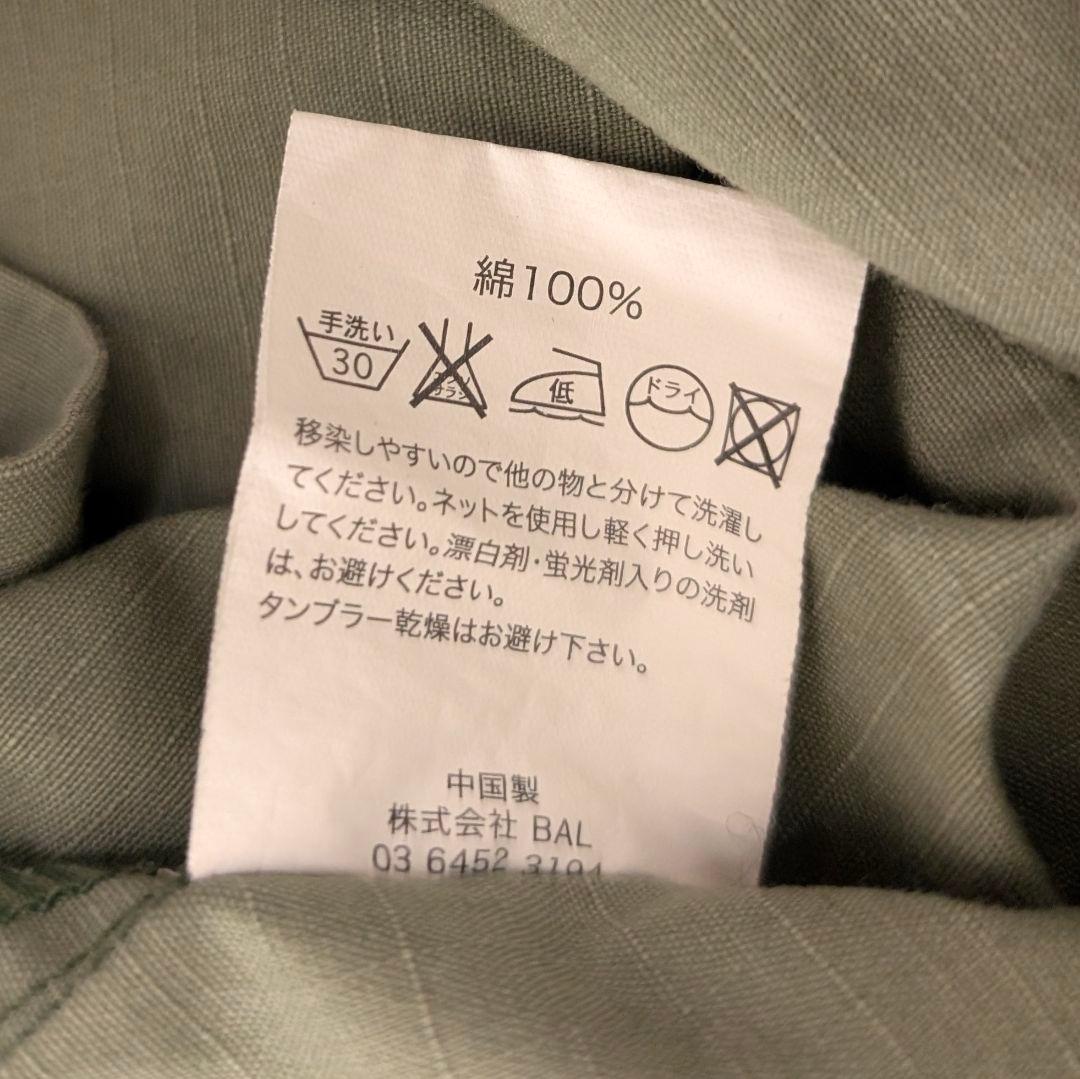 綿100%
手洗い
30
低
ドライ
移染しやすいので他の物と分けて洗濯し
てください。ネットを使用し軽く押し洗い
してください。漂白剤・蛍光剤入りの洗剤
は、お避けください。
タンブラー乾燥はお避け下さい。
中国製
株式会社 BAL
03 6452